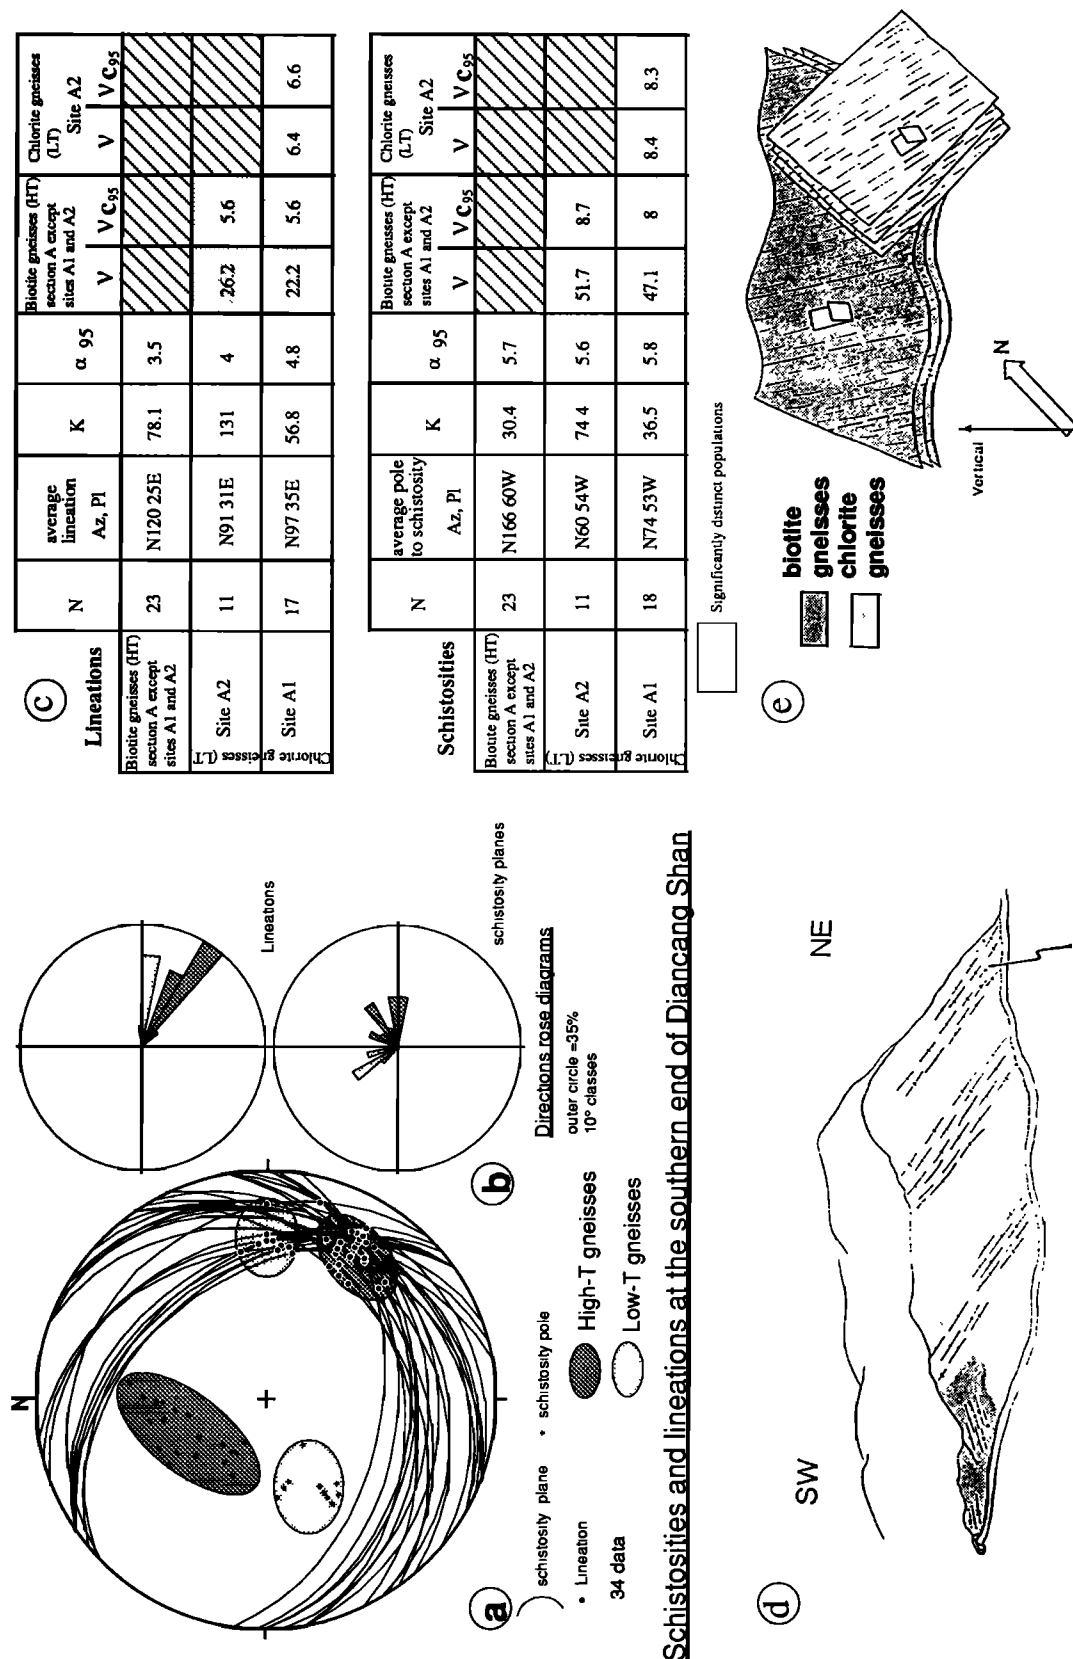 a
N
schistosity plane
* schistosity pole
• Lineation
34 data
High-T gneisses
Low-T gneisses
b
Lineations
schistosity planes
Directions rose diagrams
outer circle =35%
10° classes
Schistosities and lineations at the southern end of Diancang Shan
c
Lineations
N
average lineation Az, Pl
K
α 95
Biotite gneisses (HT) section A except sites A1 and A2
V
V C95
Chlorite gneisses (LT) Site A2
V
V C95
Biotite gneisses (HT) section A except sites A1 and A2
23
N120 25E
78.1
3.5
Chlorite gneisses (LT)
Site A2
11
N91 31E
131
4
26.2
5.6
Site A1
17
N97 35E
56.8
4.8
22.2
5.6
6.4
6.6
Schistosities
N
average pole to schistosity Az, Pl
K
α 95
Biotite gneisses (HT) section A except sites A1 and A2
V
V C95
Chlorite gneisses (LT) Site A2
V
V C95
Biotite gneisses (HT) section A except sites A1 and A2
23
N166 60W
30.4
5.7
Chlorite gneisses (LT)
Site A2
11
N60 54W
74 4
5.6
51.7
8.7
Site A1
18
N74 53W
36.5
5.8
47.1
8
8.4
8.3
Significantly distinct populations
d
SW
NE
e
biotite
gneisses
chlorite
gneisses
Vertical
N